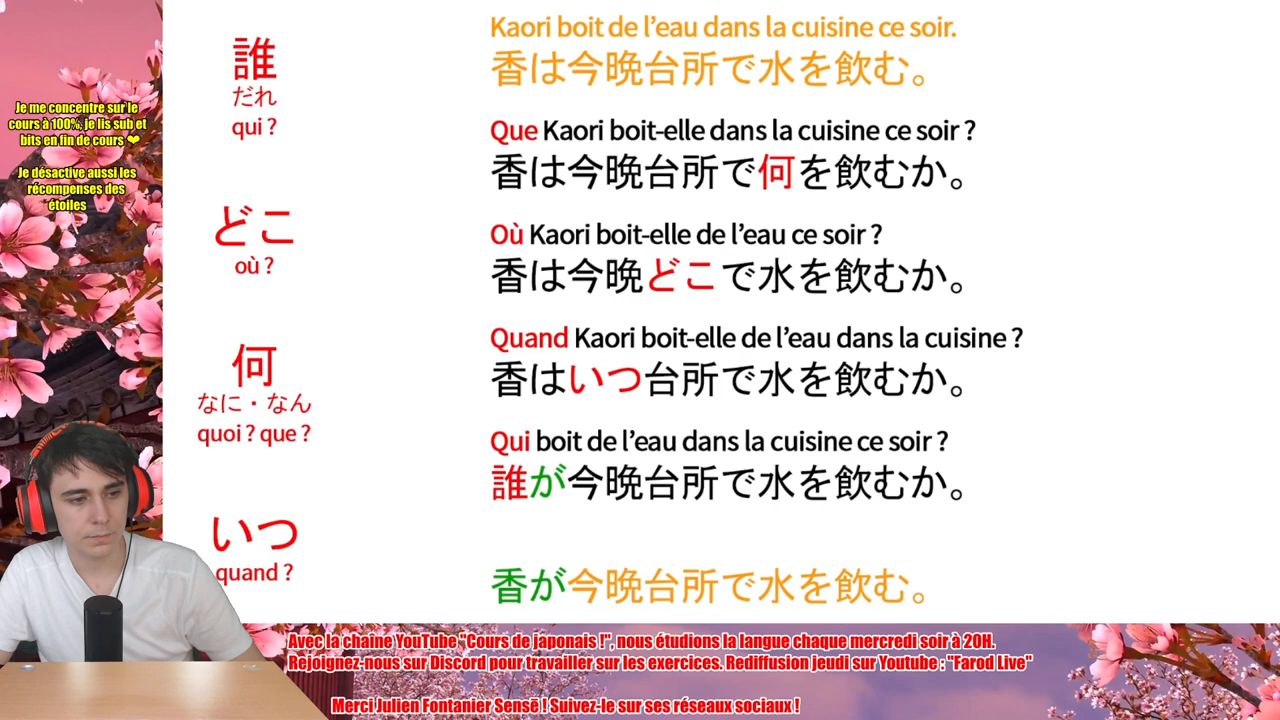 Je me concentre sur le
cours à 100%, je lis sub et
bits en fin de cours ❤
Je désactive aussi les
récompenses des
étoiles
誰
だれ
qui ?
どこ
où ?
何
なに・なん
quoi ? que ?
いつ
quand ?
Kaori boit de l’eau dans la cuisine ce soir.
香は今晩台所で水を飲む。
Que Kaori boit-elle dans la cuisine ce soir ?
香は今晩台所で何を飲むか。
Où Kaori boit-elle de l’eau ce soir ?
香は今晩どこで水を飲むか。
Quand Kaori boit-elle de l’eau dans la cuisine ?
香はいつ台所で水を飲むか。
Qui boit de l’eau dans la cuisine ce soir ?
誰が今晩台所で水を飲むか。
香が今晩台所で水を飲む。
Avec la chaîne YouTube "Cours de japonais !", nous étudions la langue chaque mercredi soir à 20H.
Rejoignez-nous sur Discord pour travailler sur les exercices. Rediffusion jeudi sur Youtube : "Farod Live"
Merci Julien Fontanier Sensē ! Suivez-le sur ses réseaux sociaux !